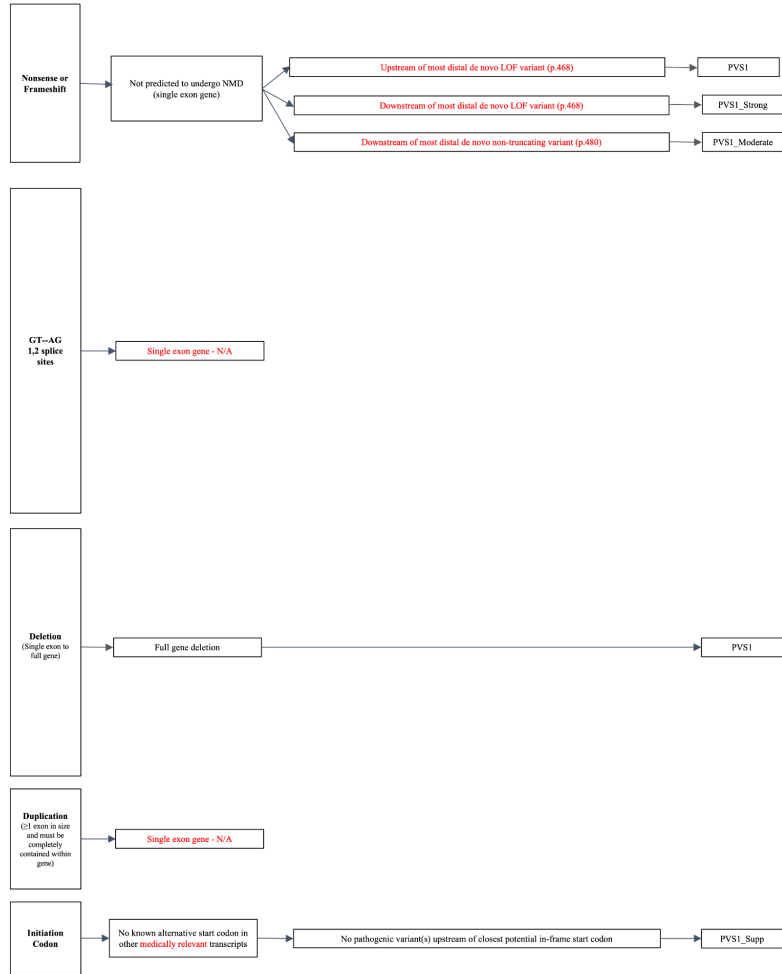 Nonsense or
Frameshift
Not predicted to undergo NMD
(single exon gene)
Upstream of most distal de novo LOF variant (p.468)
PVS1
Downstream of most distal de novo LOF variant (p.468)
PVS1_Strong
Downstream of most distal de novo non-truncating variant (p.480)
PVS1_Moderate
GT--AG
1,2 splice
sites
Single exon gene - N/A
Deletion
(Single exon to
full gene)
Full gene deletion
PVS1
Duplication
(≥1 exon in size
and must be
completely
contained within
gene)
Single exon gene - N/A
Initiation
Codon
No known alternative start codon in
other medically relevant transcripts
No pathogenic variant(s) upstream of closest potential in-frame start codon
PVS1_Supp